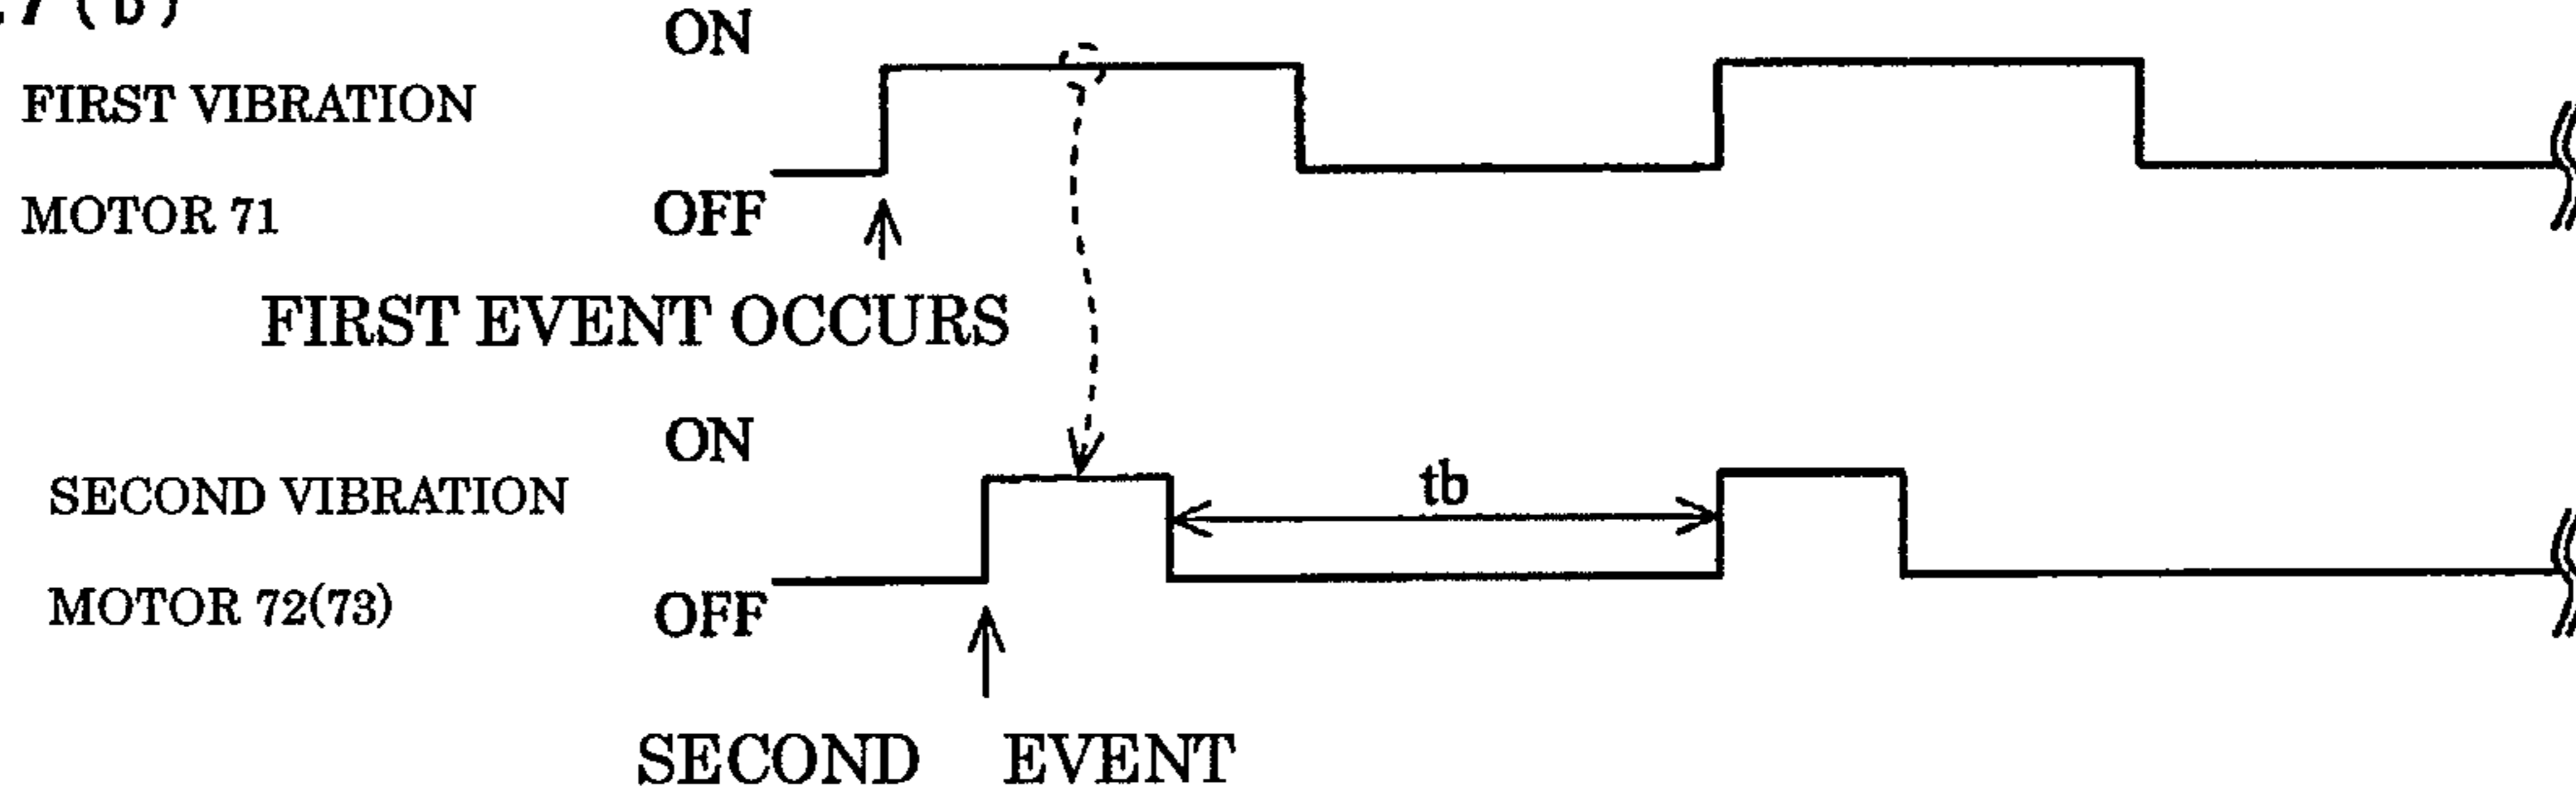 7(b)
ON
FIRST VIBRATION
MOTOR 71
OFF
FIRST EVENT OCCURS
ON
SECOND VIBRATION
tb
MOTOR 72(73)
OFF
SECOND EVENT